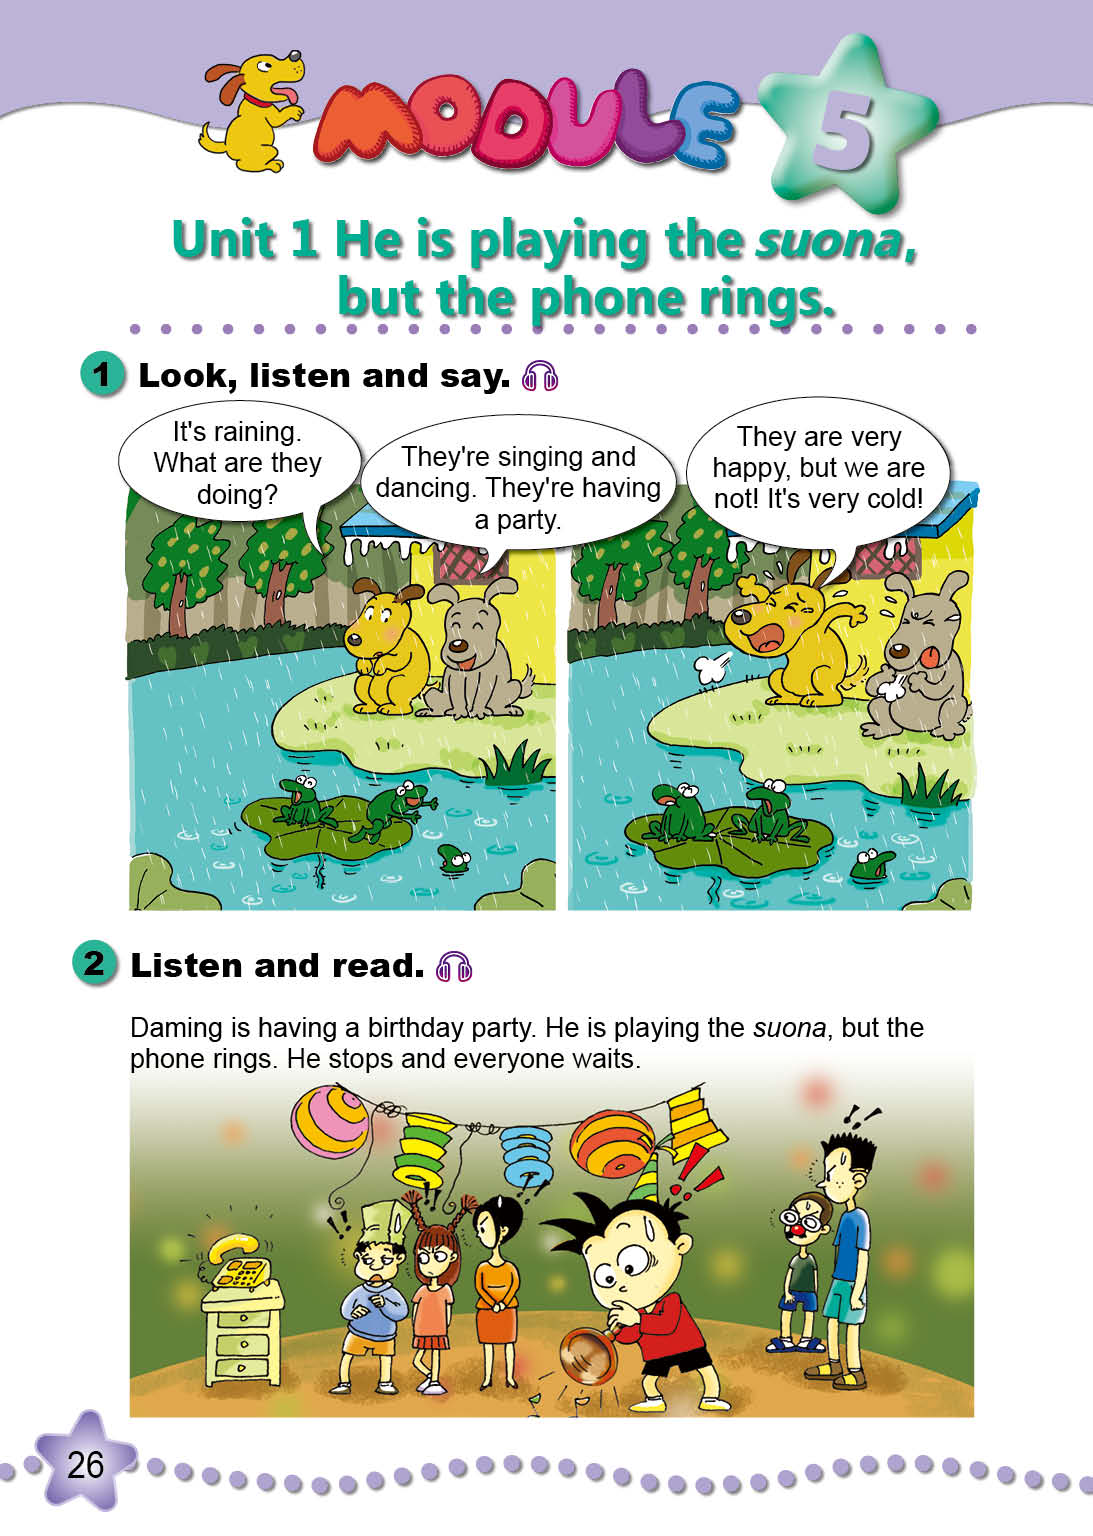 MODULE 5
Unit 1 He is playing the suona,
but the phone rings.
1 Look, listen and say.
It's raining.
What are they
doing?
They're singing and
dancing. They're having
a party.
They are very
happy, but we are
not! It's very cold!
2 Listen and read.
Daming is having a birthday party. He is playing the suona, but the
phone rings. He stops and everyone waits.
26